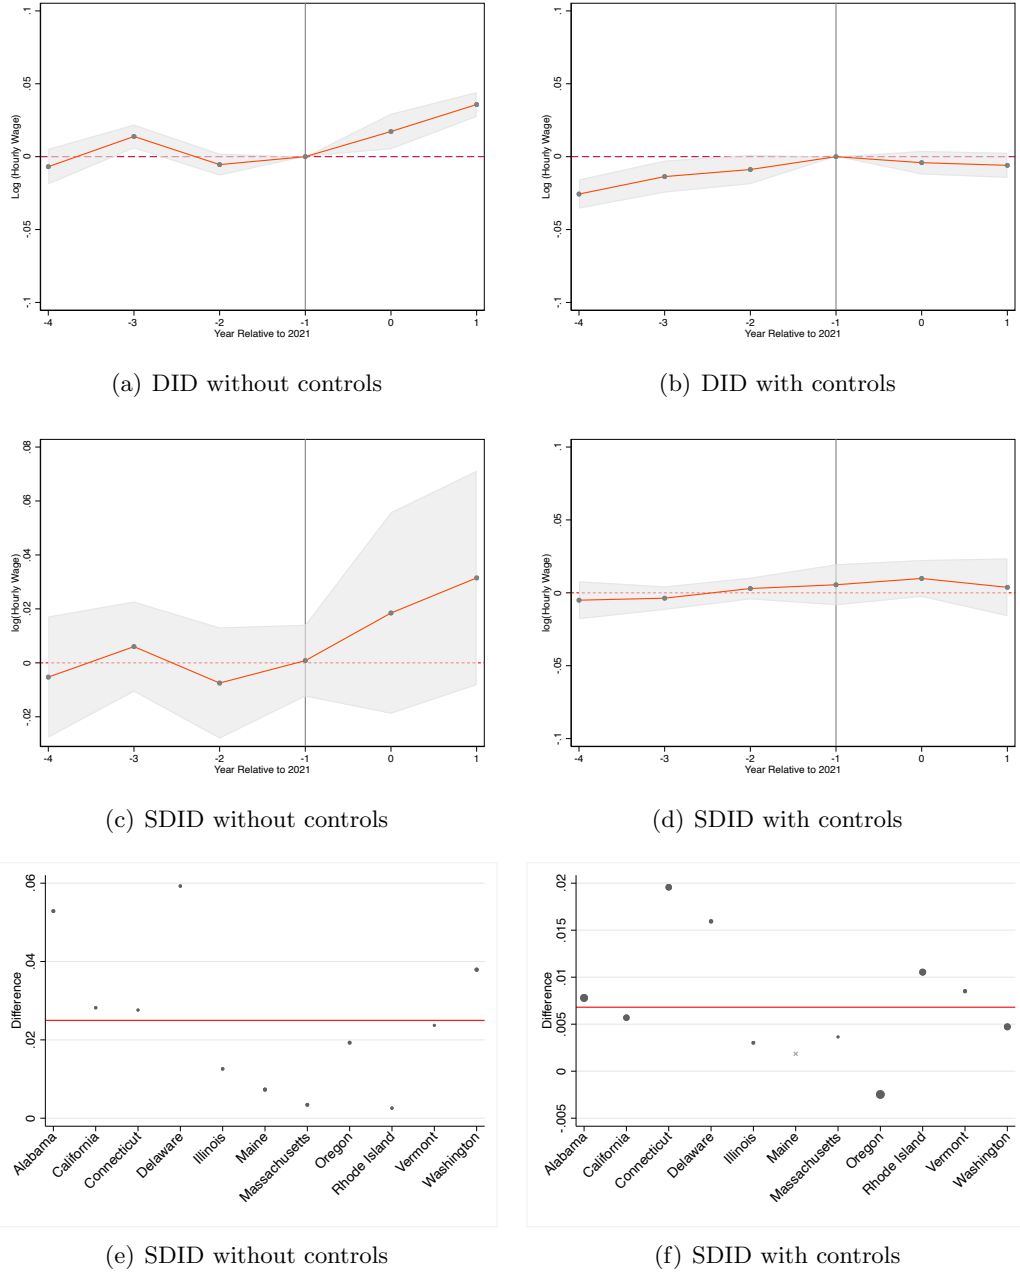 .1
.05
0
-.05
-.1
Log (Hourly Wage)
-4 -3 -2 -1 0 1
Year Relative to 2021
(a) DID without controls
.1
.05
0
-.05
-.1
Log (Hourly Wage)
-4 -3 -2 -1 0 1
Year Relative to 2021
(b) DID with controls
.08
.06
.04
.02
0
-.02
log(Hourly Wage)
-4 -3 -2 -1 0 1
Year Relative to 2021
(c) SDID without controls
.1
.05
0
-.05
-.1
log(Hourly Wage)
-4 -3 -2 -1 0 1
Year Relative to 2021
(d) SDID with controls
.06
.04
.02
0
Difference
Alabama
California
Connecticut
Delaware
Illinois
Maine
Massachusetts
Oregon
Rhode Island
Vermont
Washington
(e) SDID without controls
.02
.015
.01
.005
0
-.005
Difference
Alabama
California
Connecticut
Delaware
Illinois
Maine
Massachusetts
Oregon
Rhode Island
Vermont
Washington
(f) SDID with controls